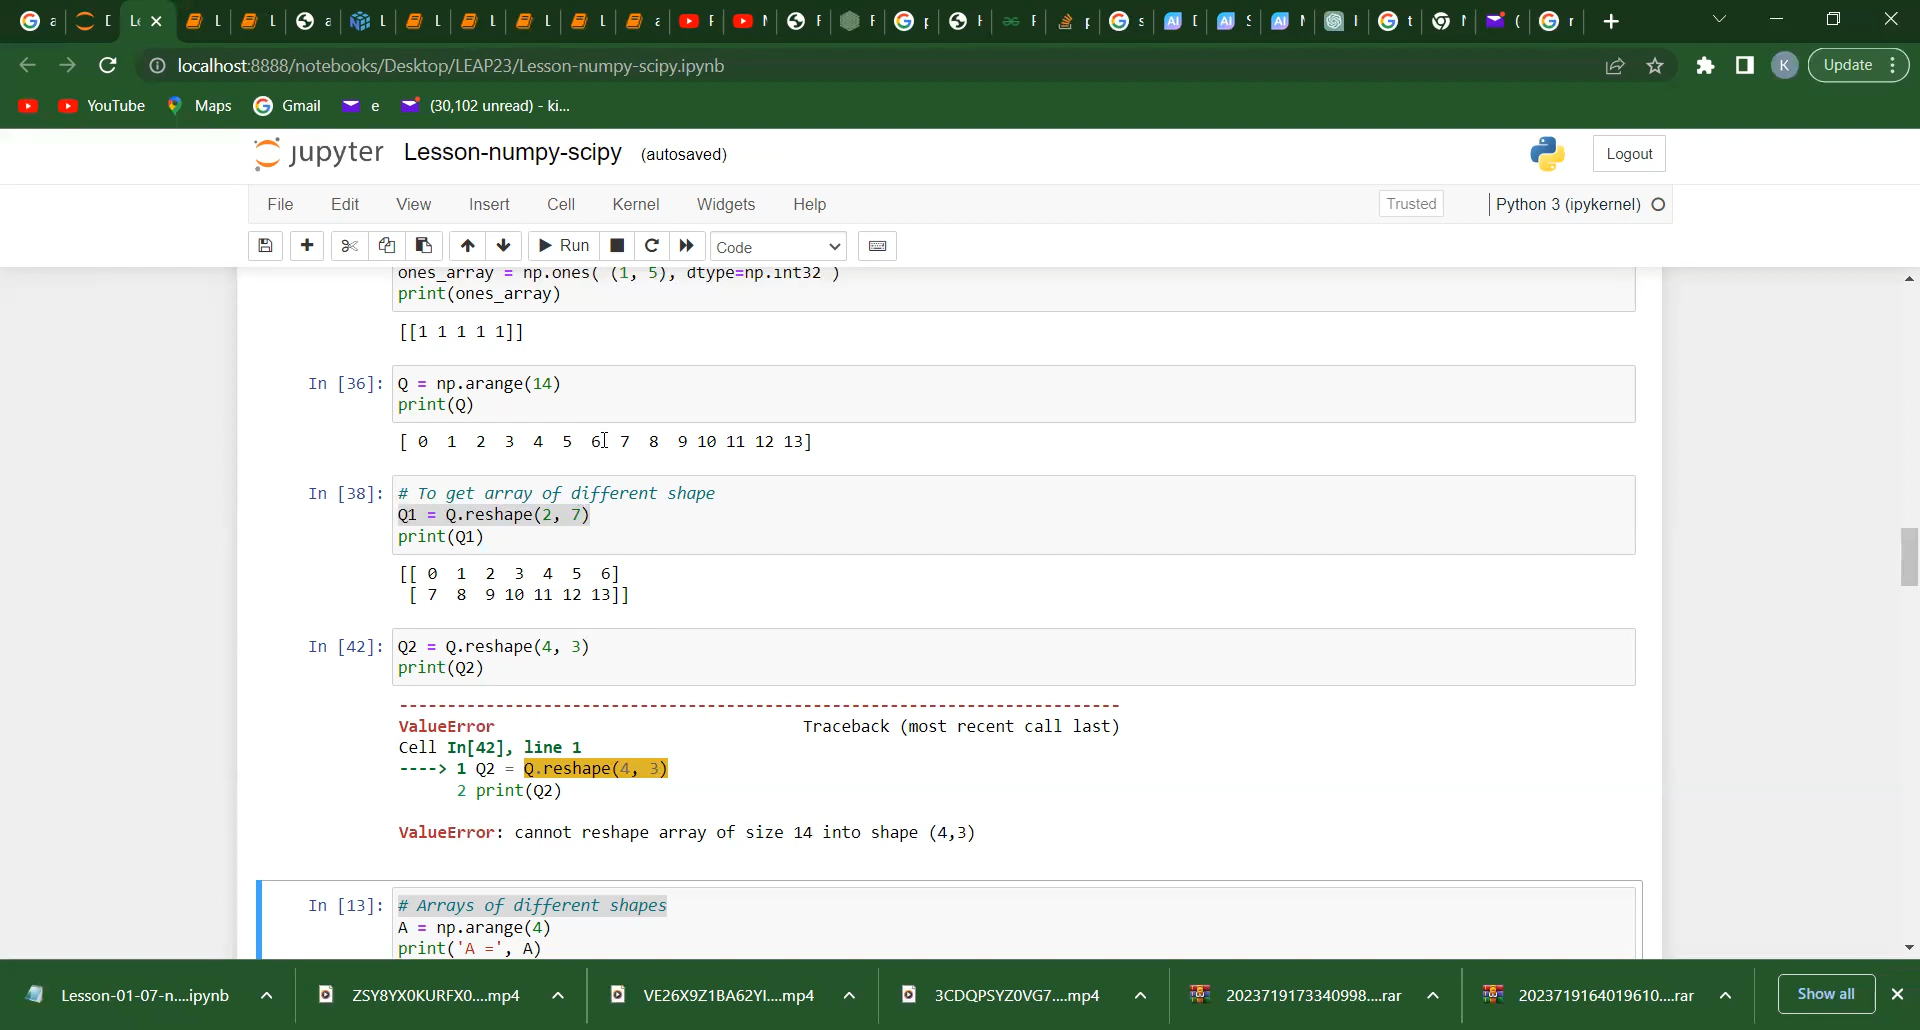 localhost:8888/notebooks/Desktop/LEAP23/Lesson-numpy-scipy.ipynb
K
Update
YouTube
Maps
Gmail
e
(30,102 unread) - ki...
jupyter Lesson-numpy-scipy (autosaved)
Logout
File Edit View Insert Cell Kernel Widgets Help
Trusted
Python 3 (ipykernel)
Run
Code
ones_array = np.ones( (1, 5), dtype=np.int32 )
print(ones_array)
[[1 1 1 1 1]]
In [36]: Q = np.arange(14)
print(Q)
[ 0 1 2 3 4 5 6 7 8 9 10 11 12 13]
In [38]: # To get array of different shape
Q1 = Q.reshape(2, 7)
print(Q1)
[[ 0 1 2 3 4 5 6]
[ 7 8 9 10 11 12 13]]
In [42]: Q2 = Q.reshape(4, 3)
print(Q2)
---------------------------------------------------------------------------
ValueError Traceback (most recent call last)
Cell In[42], line 1
----> 1 Q2 = Q.reshape(4, 3)
2 print(Q2)
ValueError: cannot reshape array of size 14 into shape (4,3)
In [13]: # Arrays of different shapes
A = np.arange(4)
print('A =', A)
Lesson-01-07-n....ipynb
ZSY8YX0KURFX0....mp4
VE26X9Z1BA62YI....mp4
3CDQPSYZ0VG7....mp4
2023719173340998....rar
2023719164019610....rar
Show all